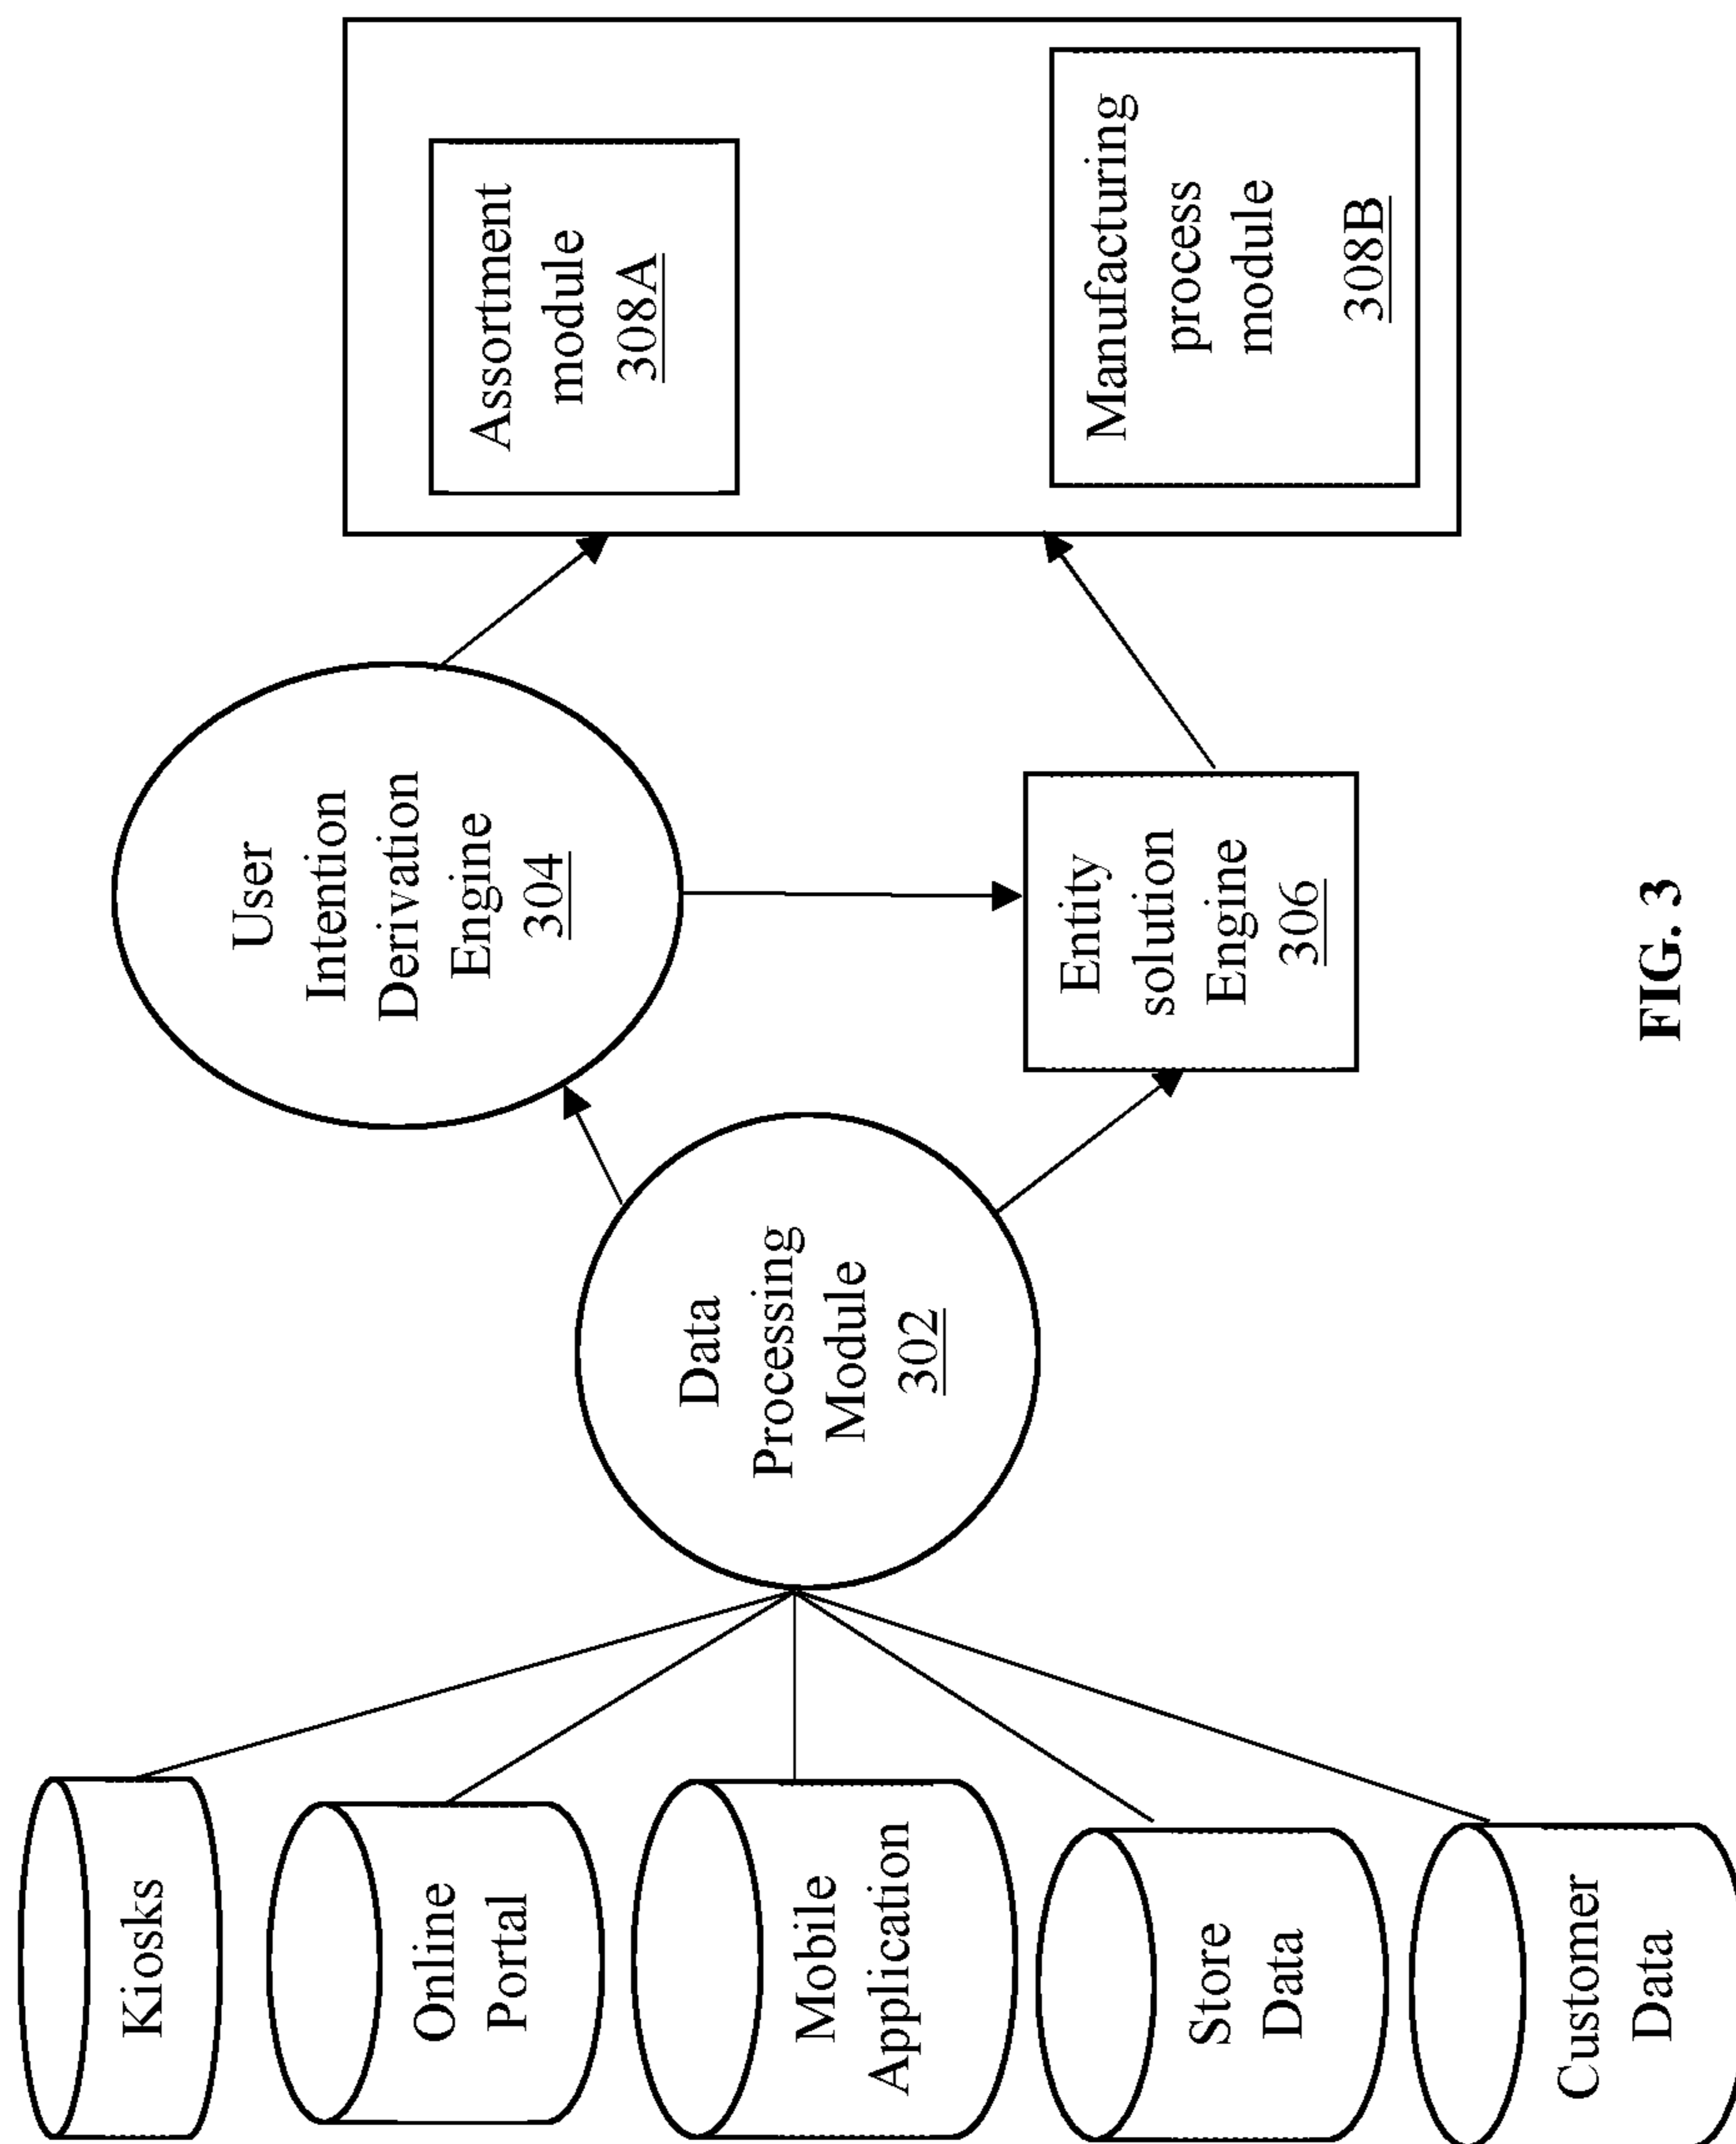 Kiosks
Online
Portal
Mobile
Application
Store
Data
Customer
Data
Data
Processing
Module
302
User
Intention
Derivation
Engine
304
Entity
solution
Engine
306
Assortment
module
308A
Manufacturing
process
module
308B
FIG. 3